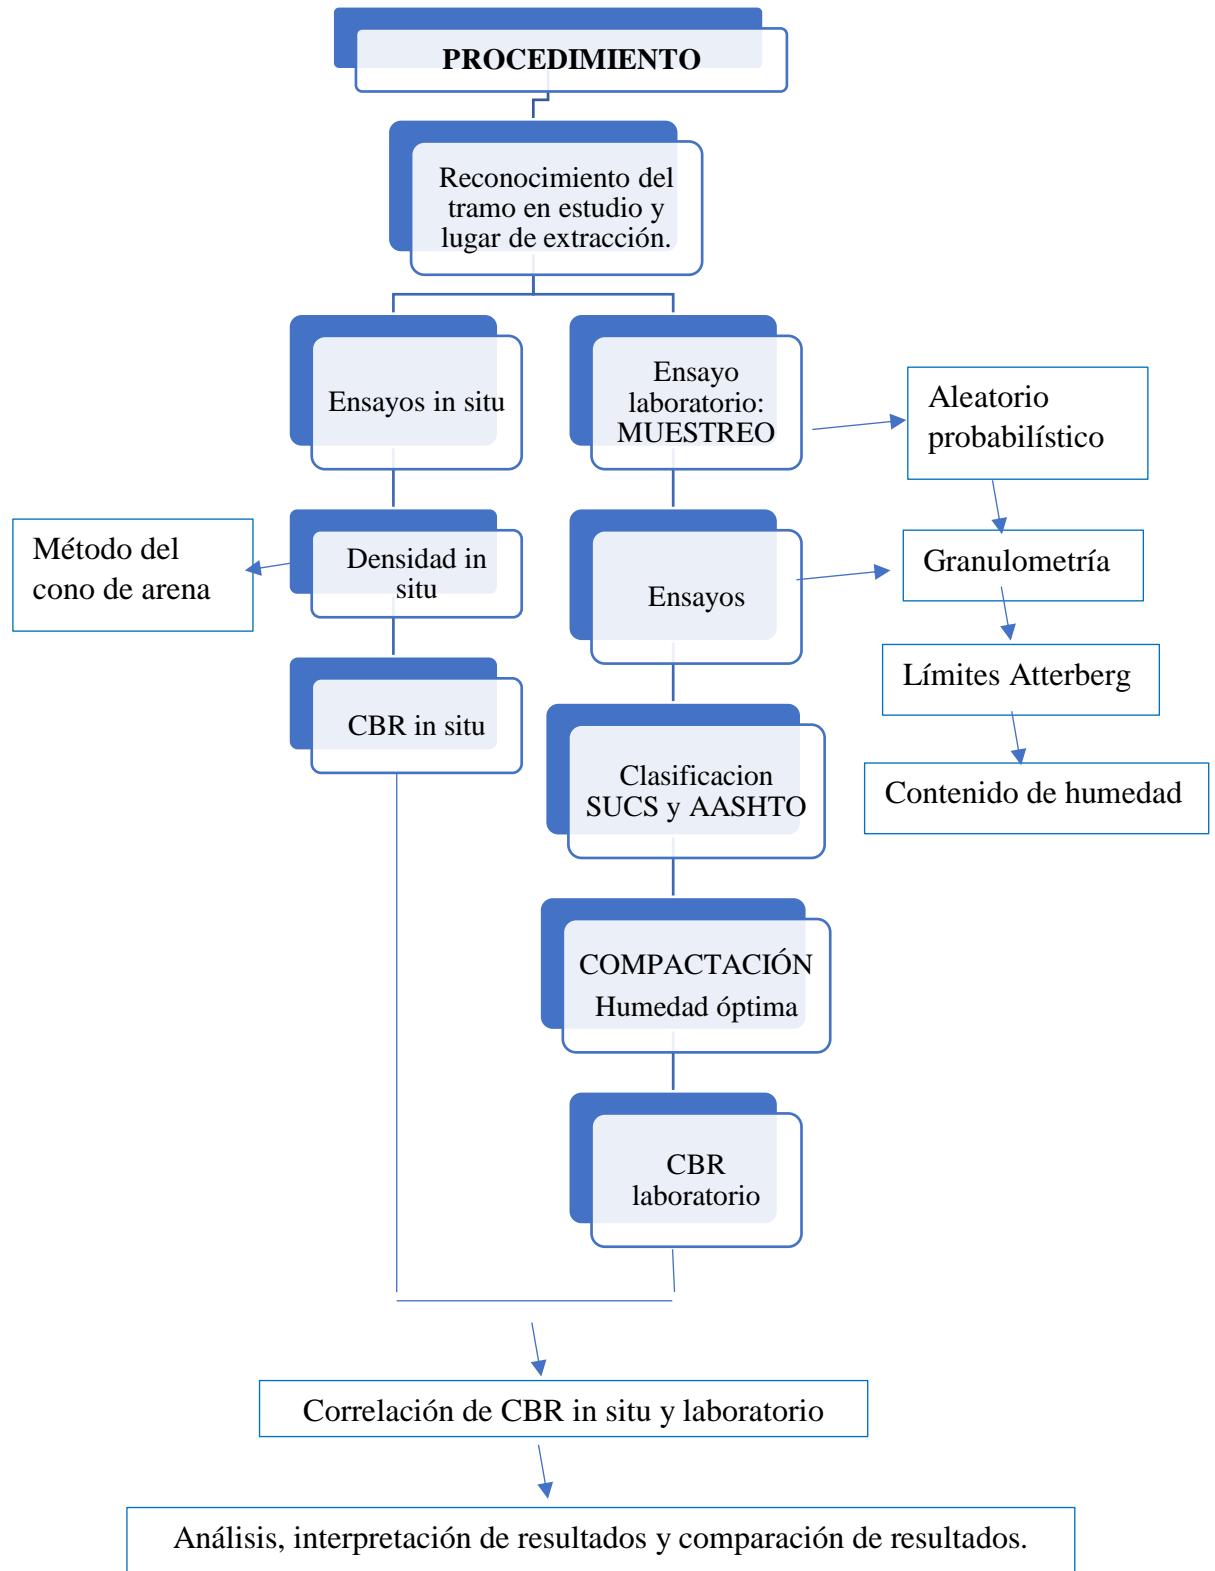 PROCEDIMIENTO
Reconocimiento del
tramo en estudio y
lugar de extracción.
Ensayos in situ
Ensayo
laboratorio:
MUESTREO
Aleatorio
probabilístico
Método del
cono de arena
Densidad in
situ
Ensayos
Granulometría
Límites Atterberg
CBR in situ
Clasificacion
SUCS y AASHTO
Contenido de humedad
COMPACTACIÓN
Humedad óptima
CBR
laboratorio
Correlación de CBR in situ y laboratorio
Análisis, interpretación de resultados y comparación de resultados.